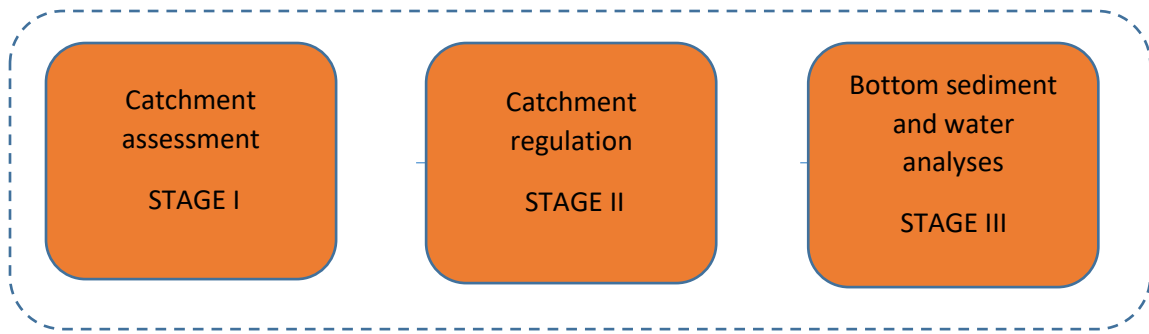 Catchment
assessment
STAGE I
Catchment
regulation
STAGE II
Bottom sediment
and water
analyses
STAGE III